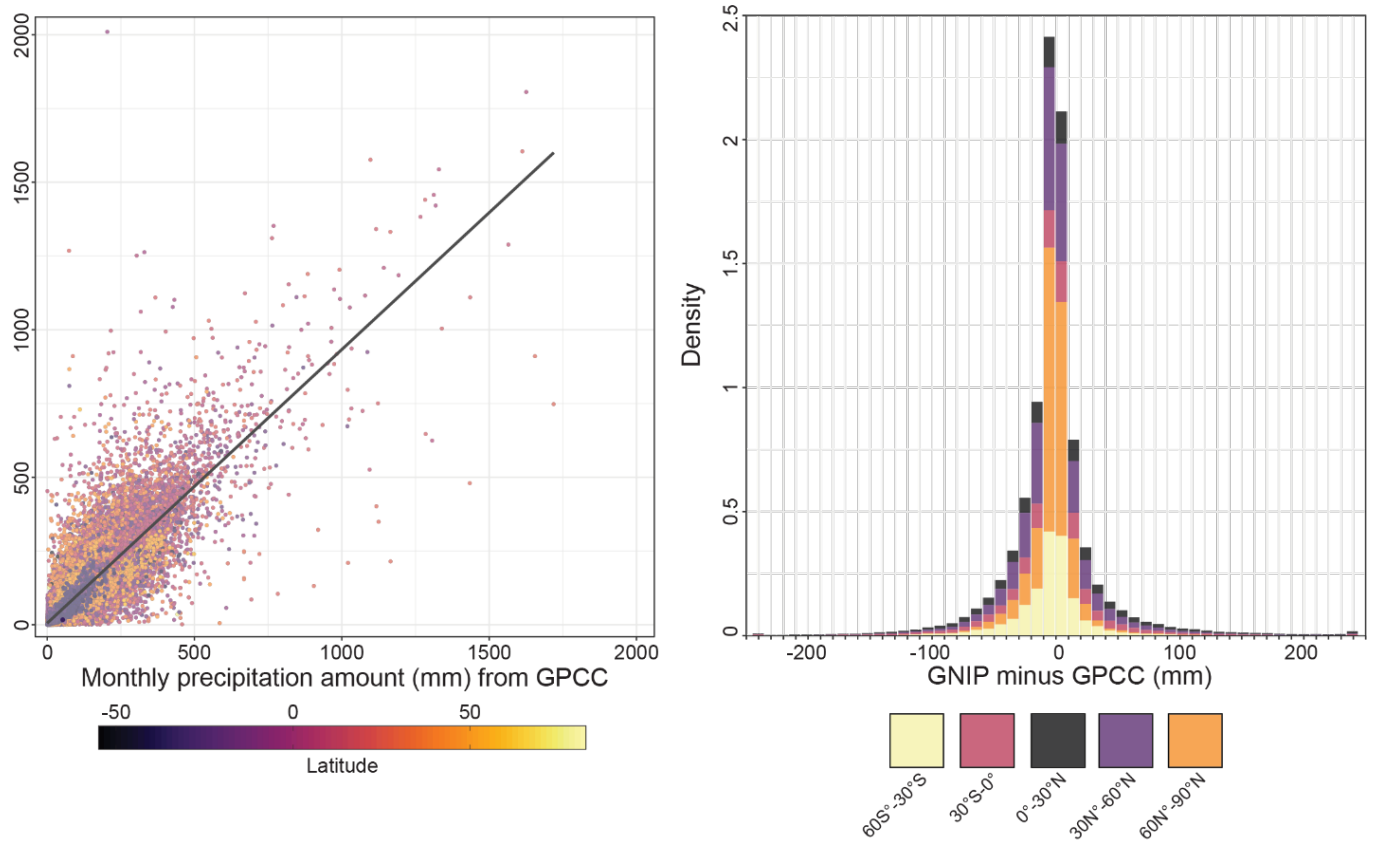 2000
1500
1000
500
0
0 500 1000 1500 2000
Monthly precipitation amount (mm) from GPCC
-50 0 50
Latitude
2.5
2
1.5
1
0.5
0
Density
-200 -100 0 100 200
GNIP minus GPCC (mm)
60S°-30°S
30°S-0°
0°-30°N
30N°-60°N
60N°-90°N